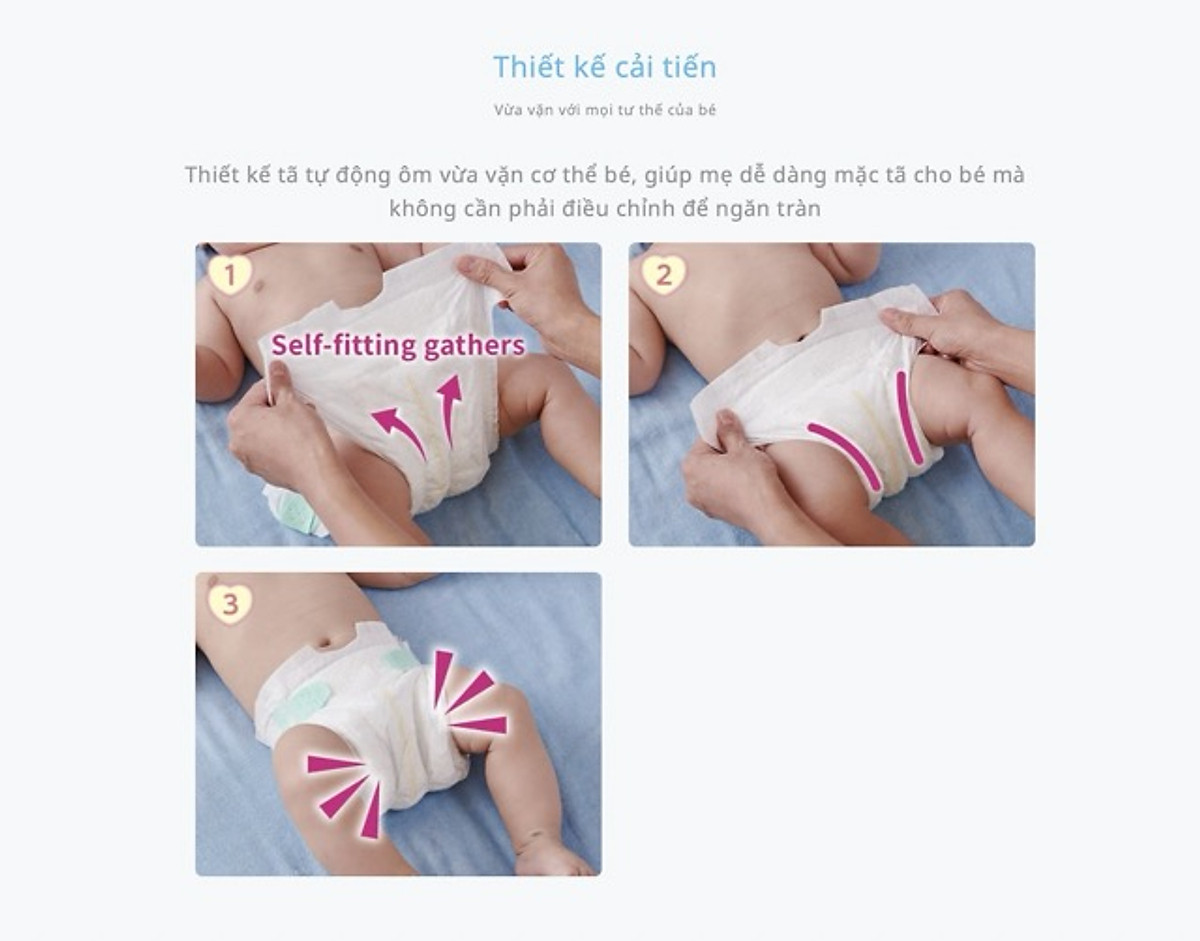 Thiết kế cải tiến
Vừa vặn với mọi tư thế của bé
Thiết kế tã tự động ôm vừa vặn cơ thể bé, giúp mẹ dễ dàng mặc tã cho bé mà
không cần phải điều chỉnh để ngăn tràn
1
Self-fitting gathers
2
3